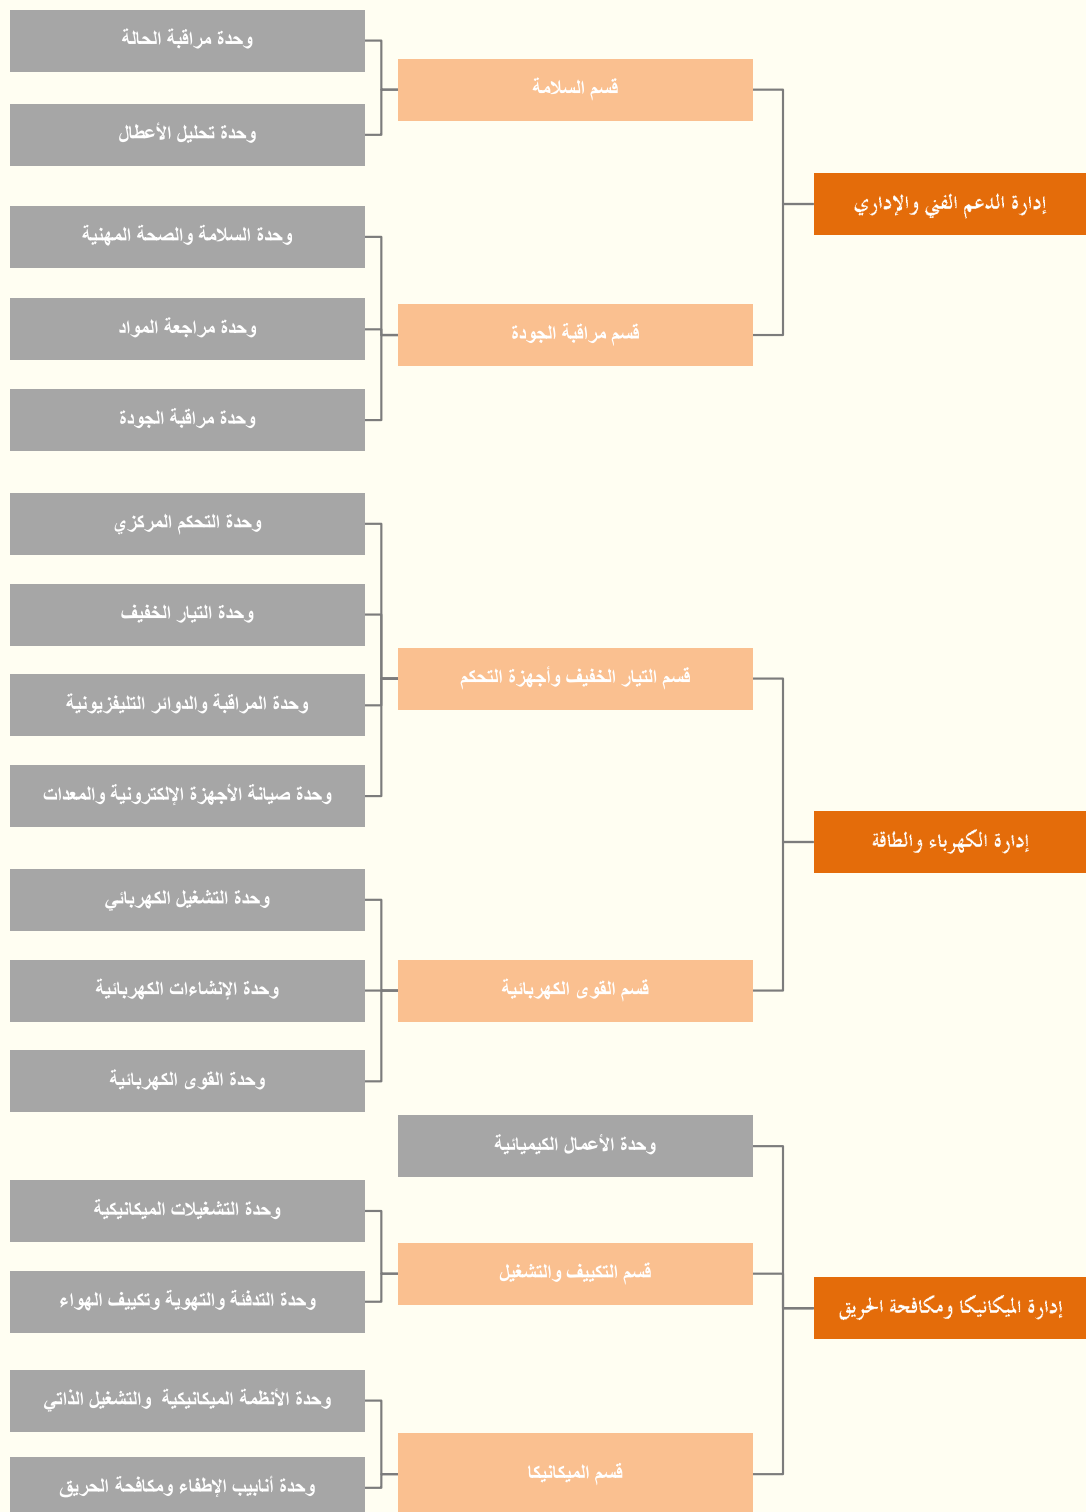 إدارة الدعم الفني والإداري
قسم السلامة
وحدة مراقبة الحالة
وحدة تحليل الأعطال
قسم مراقبة الجودة
وحدة السلامة والصحة المهنية
وحدة مراجعة المواد
وحدة مراقبة الجودة
إدارة الكهرباء والطاقة
قسم التيار الخفيف وأجهزة التحكم
وحدة التحكم المركزي
وحدة التيار الخفيف
وحدة المراقبة والدوائر التليفزيونية
وحدة صيانة الأجهزة الإلكترونية والمعدات
قسم القوى الكهربائية
وحدة التشغيل الكهربائي
وحدة الإنشاءات الكهربائية
وحدة القوى الكهربائية
إدارة الميكانيكا ومكافحة الحريق
وحدة الأعمال الكيميائية
قسم التكييف والتشغيل
وحدة التشغيلات الميكانيكية
وحدة التدفئة والتهوية وتكييف الهواء
قسم الميكانيكا
وحدة الأنظمة الميكانيكية والتشغيل الذاتي
وحدة أنابيب الإطفاء ومكافحة الحريق